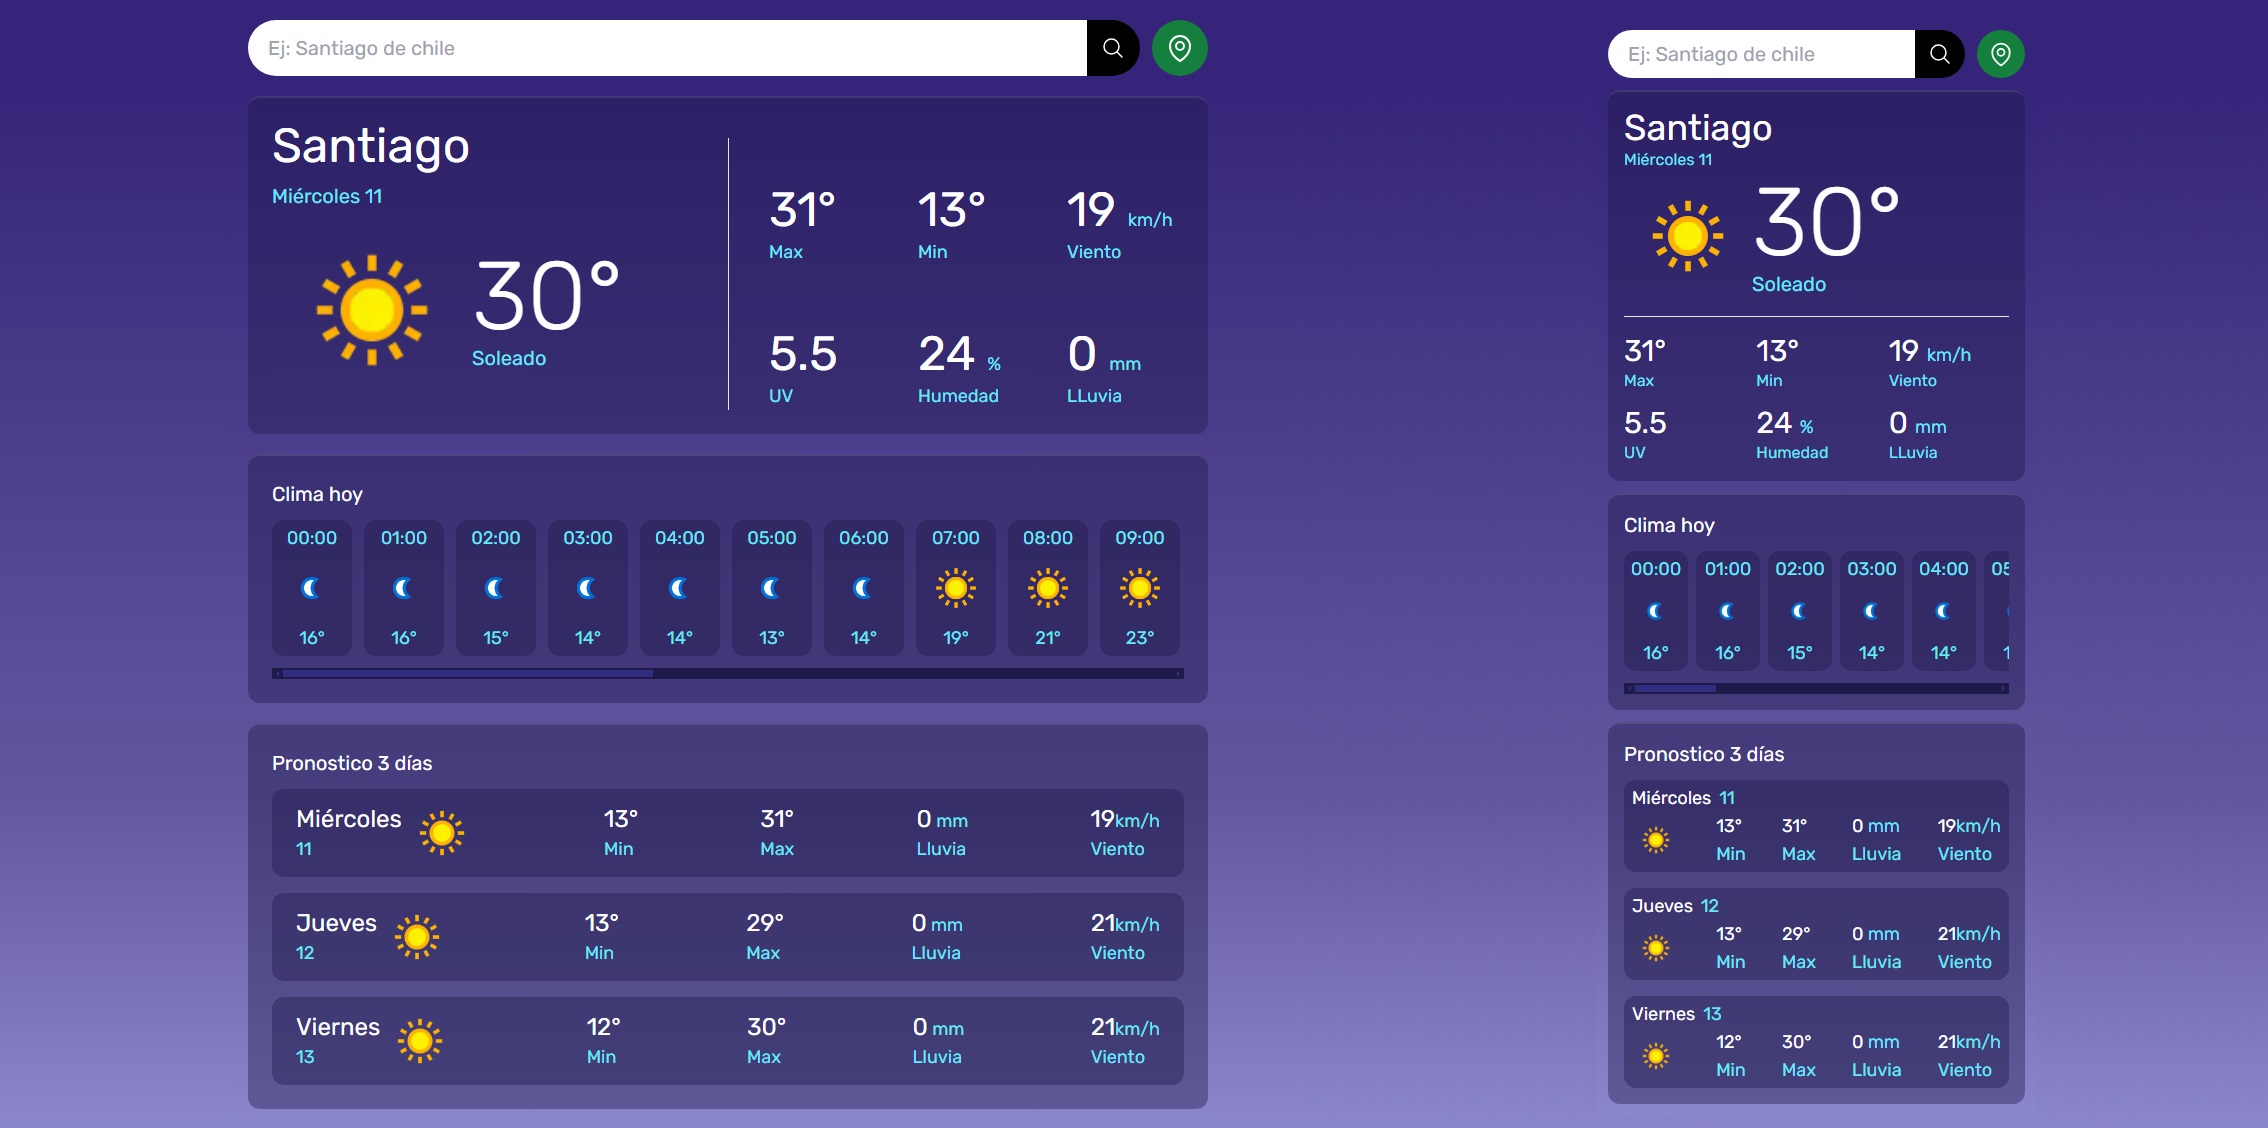 Ej: Santiago de chile
Santiago
Miércoles 11
30°
Soleado
31° 13° 19 km/h
Max Min Viento
5.5 24 % 0 mm
UV Humedad LLuvia
Clima hoy
00:00 01:00 02:00 03:00 04:00 05:00 06:00 07:00 08:00 09:00
16° 16° 15° 14° 14° 13° 14° 19° 21° 23°
Pronostico 3 días
Miércoles 13° 31° 0 mm 19km/h
11 Min Max Lluvia Viento
Jueves 13° 29° 0 mm 21km/h
12 Min Max Lluvia Viento
Viernes 12° 30° 0 mm 21km/h
13 Min Max Lluvia Viento
Ej: Santiago de chile
Santiago
Miércoles 11
30°
Soleado
31° 13° 19 km/h
Max Min Viento
5.5 24 % 0 mm
UV Humedad LLuvia
Clima hoy
00:00 01:00 02:00 03:00 04:00 05
16° 16° 15° 14° 14° 1
Pronostico 3 días
Miércoles 11
13° 31° 0 mm 19km/h
Min Max Lluvia Viento
Jueves 12
13° 29° 0 mm 21km/h
Min Max Lluvia Viento
Viernes 13
12° 30° 0 mm 21km/h
Min Max Lluvia Viento